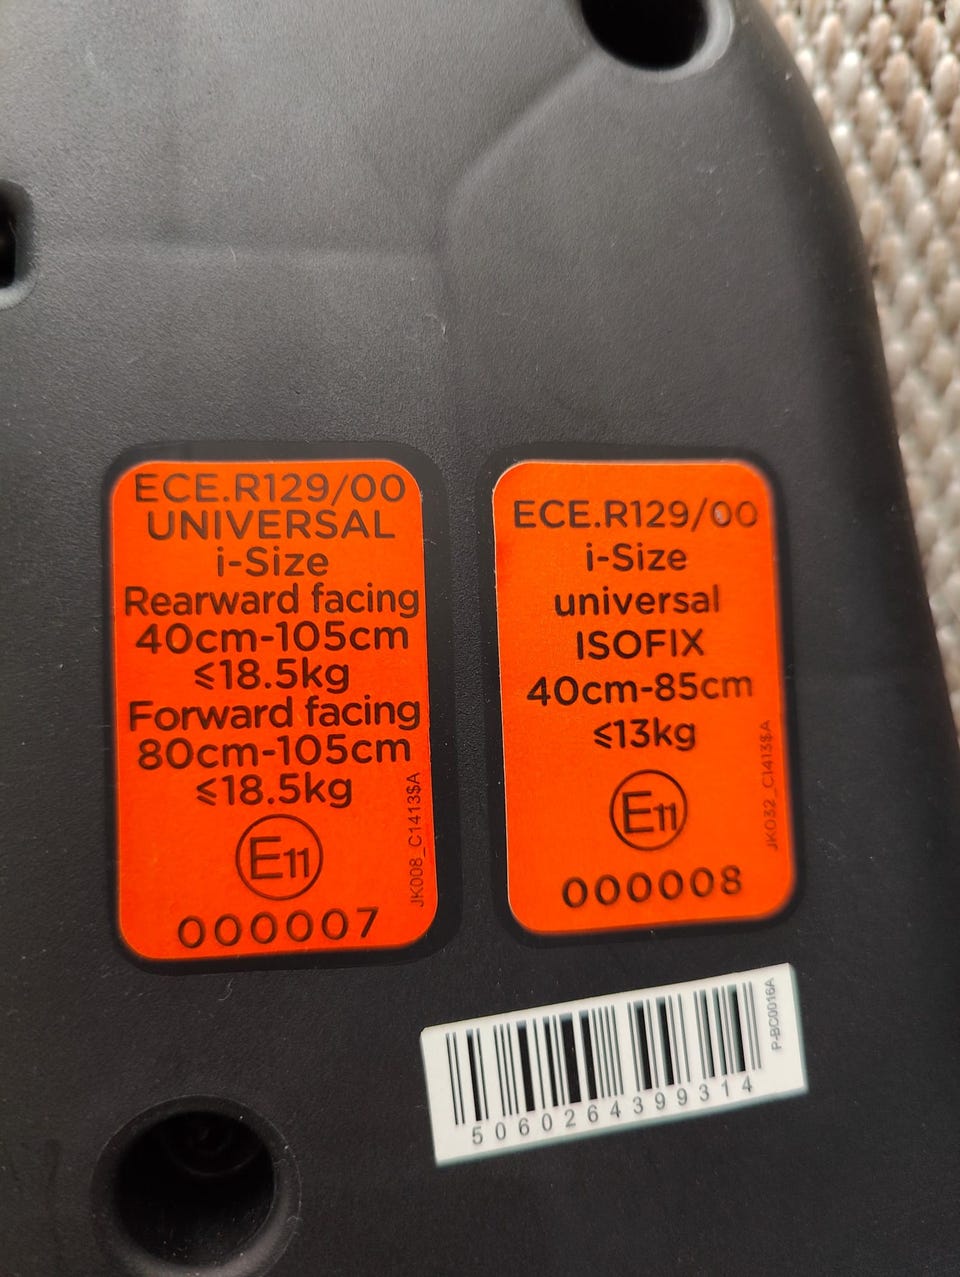 ECE.R129/00
UNIVERSAL
i-Size
Rearward facing
40cm-105cm
≤18.5kg
Forward facing
80cm-105cm
≤18.5kg
E11
000007
JK008_C1413$A
ECE.R129/00
i-Size
universal
ISOFIX
40cm-85cm
≤13kg
E11
000008
JK032_C1413$A
5060264399314
P-BC0016A